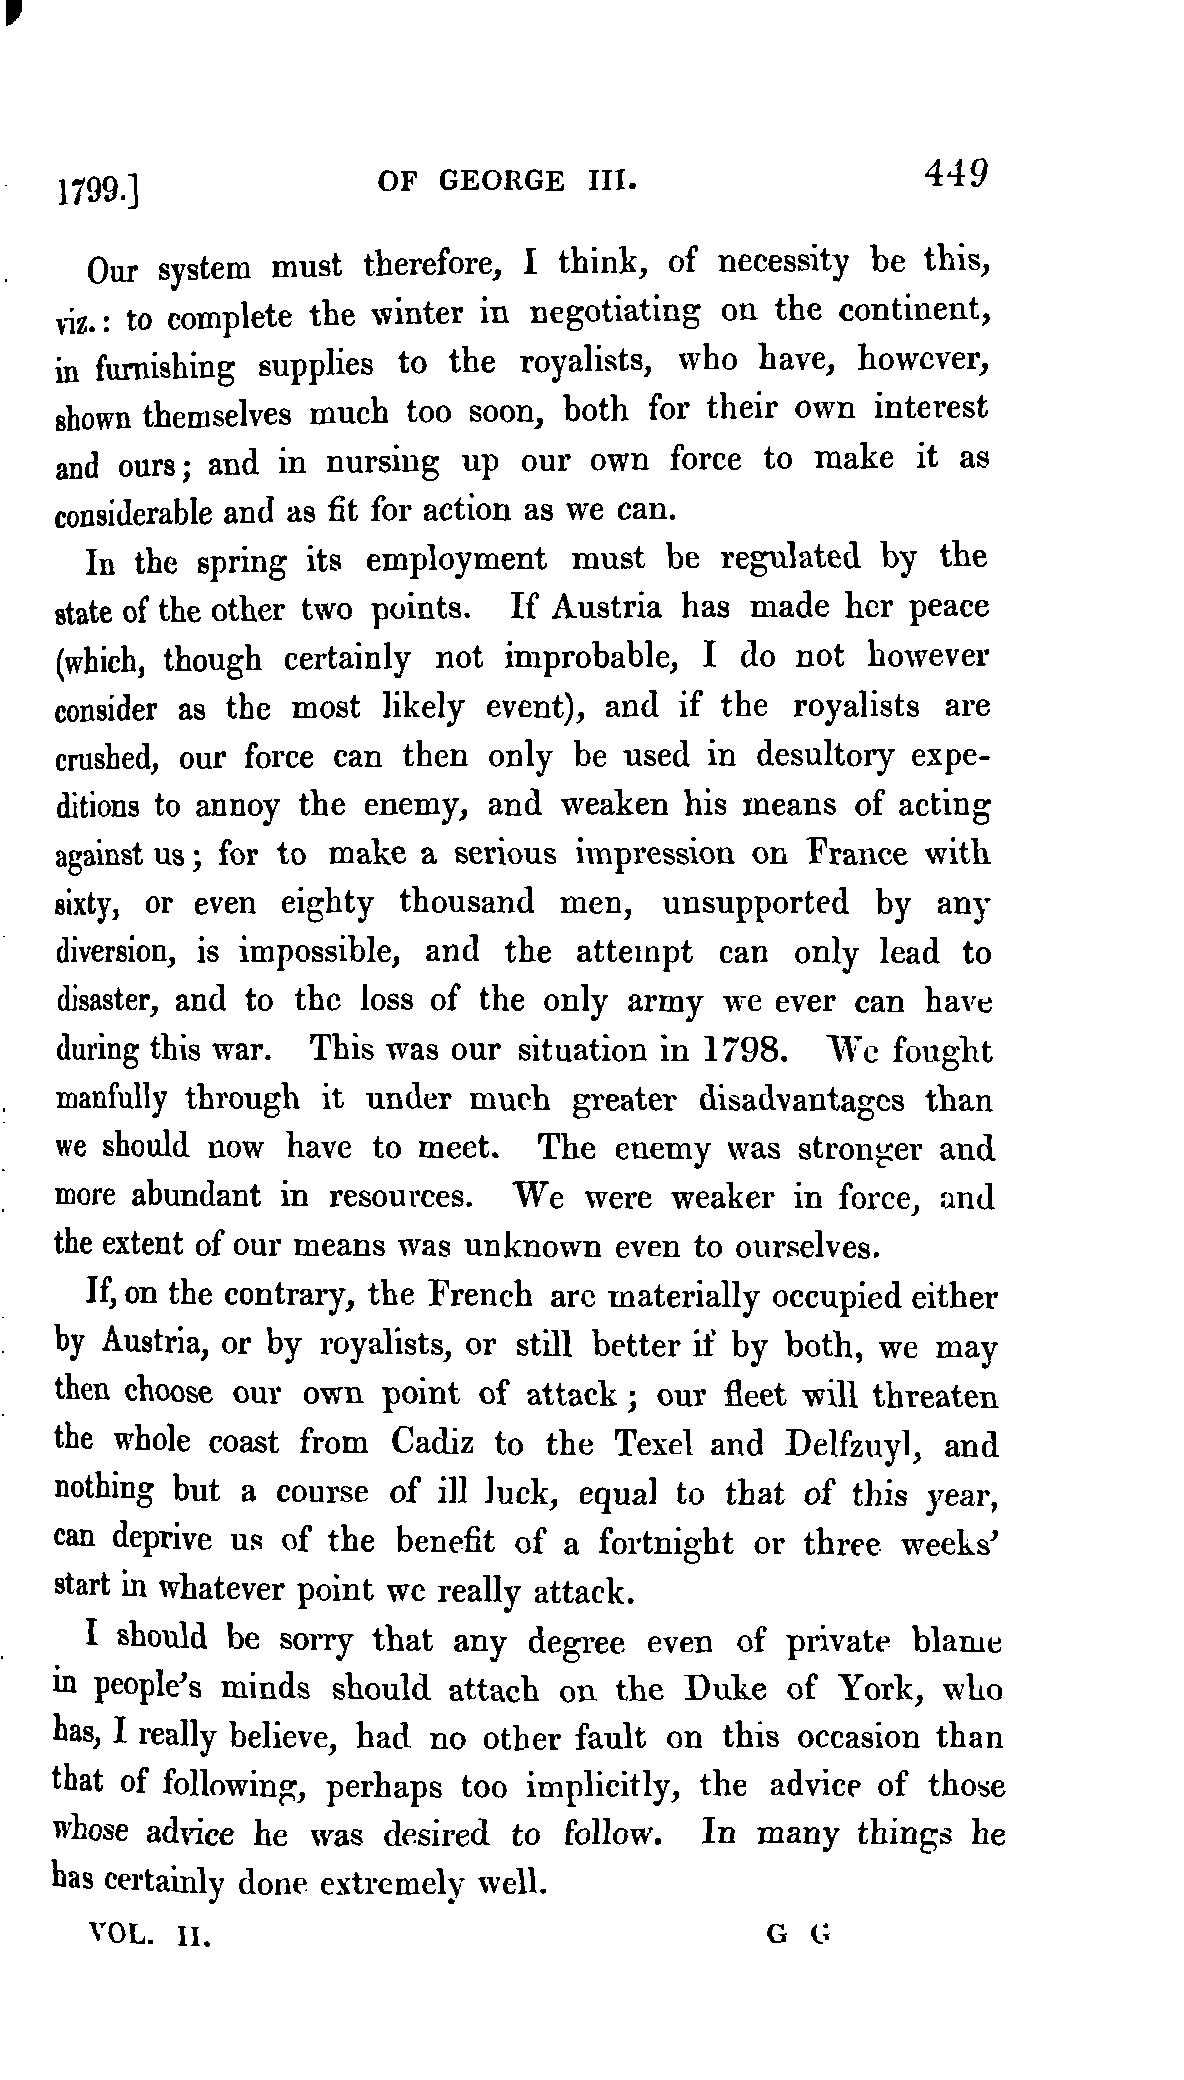 1799.] OF GEORGE III. 449
Our system must therefore, I think, of necessity be this,
viz.: to complete the winter in negotiating on the continent,
in furnishing supplies to the royalists, who have, however,
shown themselves much too soon, both for their own interest
and ours; and in nursing up our own force to make it as
considerable and as fit for action as we can.
In the spring its employment must be regulated by the
state of the other two points. If Austria has made her peace
(which, though certainly not improbable, I do not however
consider as the most likely event), and if the royalists are
crushed, our force can then only be used in desultory expe-
ditions to annoy the enemy, and weaken his means of acting
against us; for to make a serious impression on France with
sixty, or even eighty thousand men, unsupported by any
diversion, is impossible, and the attempt can only lead to
disaster, and to the loss of the only army we ever can have
during this war. This was our situation in 1798. We fought
manfully through it under much greater disadvantages than
we should now have to meet. The enemy was stronger and
more abundant in resources. We were weaker in force, and
the extent of our means was unknown even to ourselves.
If, on the contrary, the French are materially occupied either
by Austria, or by royalists, or still better if by both, we may
then choose our own point of attack; our fleet will threaten
the whole coast from Cadiz to the Texel and Delfzuyl, and
nothing but a course of ill luck, equal to that of this year,
can deprive us of the benefit of a fortnight or three weeks'
start in whatever point we really attack.
I should be sorry that any degree even of private blame
in people's minds should attach on the Duke of York, who
has, I really believe, had no other fault on this occasion than
that of following, perhaps too implicitly, the advice of those
whose advice he was desired to follow. In many things he
has certainly done extremely well.
VOL. II. G G